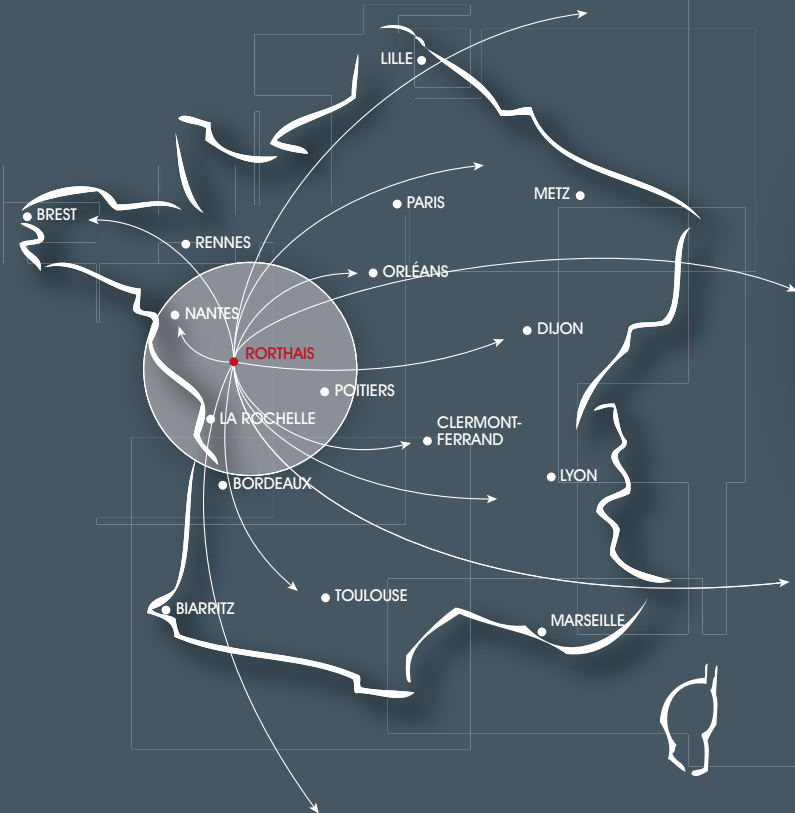 LILLE
METZ
PARIS
BREST
RENNES
ORLÉANS
NANTES
DIJON
RORTHAIS
POITIERS
LA ROCHELLE
CLERMONT-
FERRAND
LYON
BORDEAUX
TOULOUSE
BIARRITZ
MARSEILLE